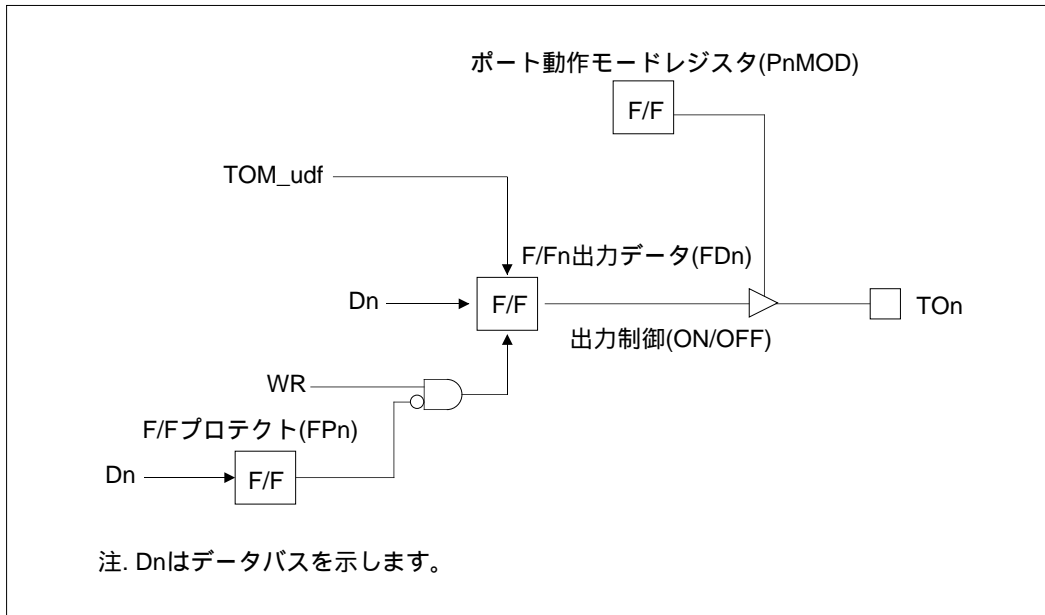 ポート動作モードレジスタ(PnMOD)
F/F
TOM_udf
F/Fn出力データ(FDn)
Dn
F/F
TOn
出力制御(ON/OFF)
WR
F/Fプロテクト(FPn)
Dn
F/F
注. Dnはデータバスを示します。